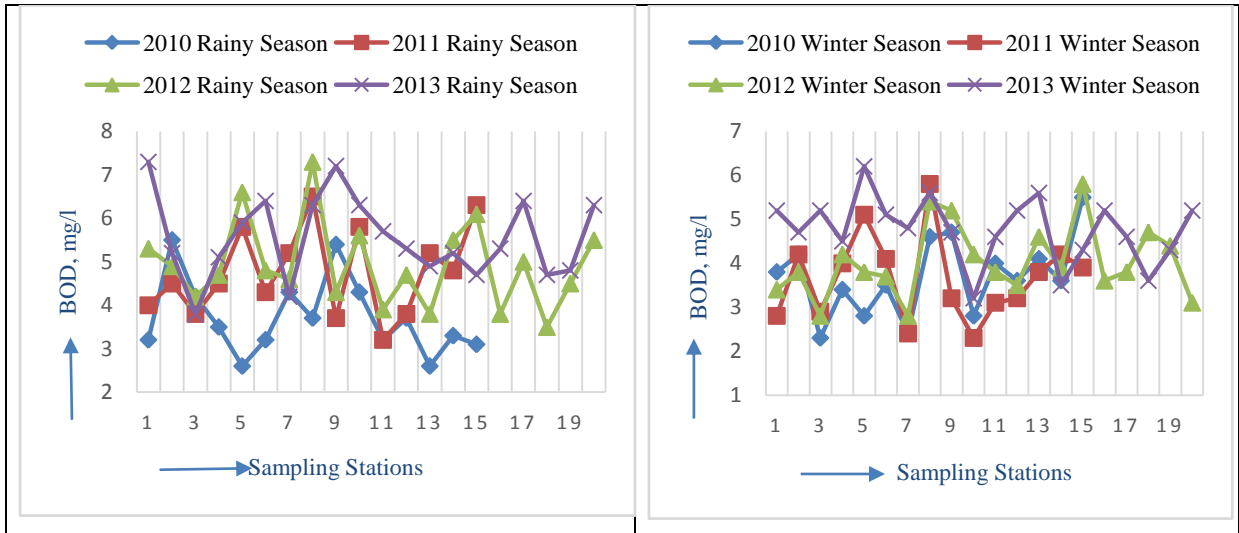 2010 Rainy Season 2011 Rainy Season
2012 Rainy Season 2013 Rainy Season
8
7
6
5
4
3
2
BOD, mg/l
1 3 5 7 9 11 13 15 17 19
Sampling Stations
2010 Winter Season 2011 Winter Season
2012 Winter Season 2013 Winter Season
7
6
5
4
3
2
1
BOD, mg/l
1 3 5 7 9 11 13 15 17 19
Sampling Stations